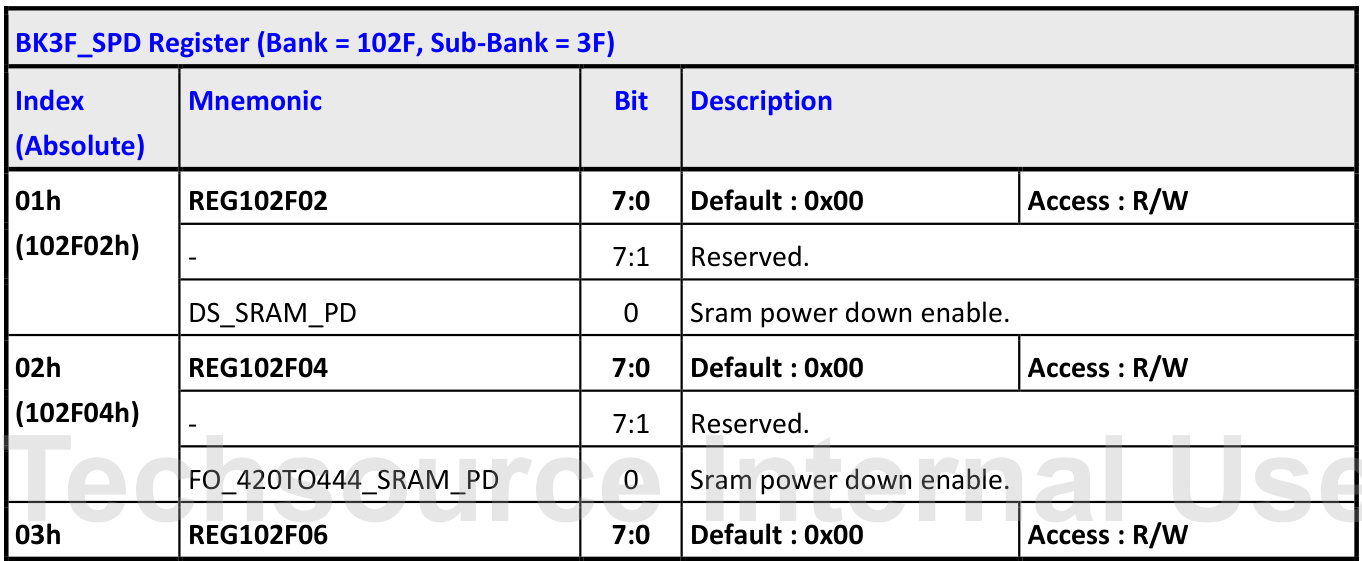 BK3F_SPD Register (Bank = 102F, Sub-Bank = 3F)
Index (Absolute) Mnemonic Bit Description
01h (102F02h) REG102F02 7:0 Default : 0x00 Access : R/W
- 7:1 Reserved.
DS_SRAM_PD 0 Sram power down enable.
02h (102F04h) REG102F04 7:0 Default : 0x00 Access : R/W
- 7:1 Reserved.
FO_420TO444_SRAM_PD 0 Sram power down enable.
03h REG102F06 7:0 Default : 0x00 Access : R/W
Techsource Internal Use